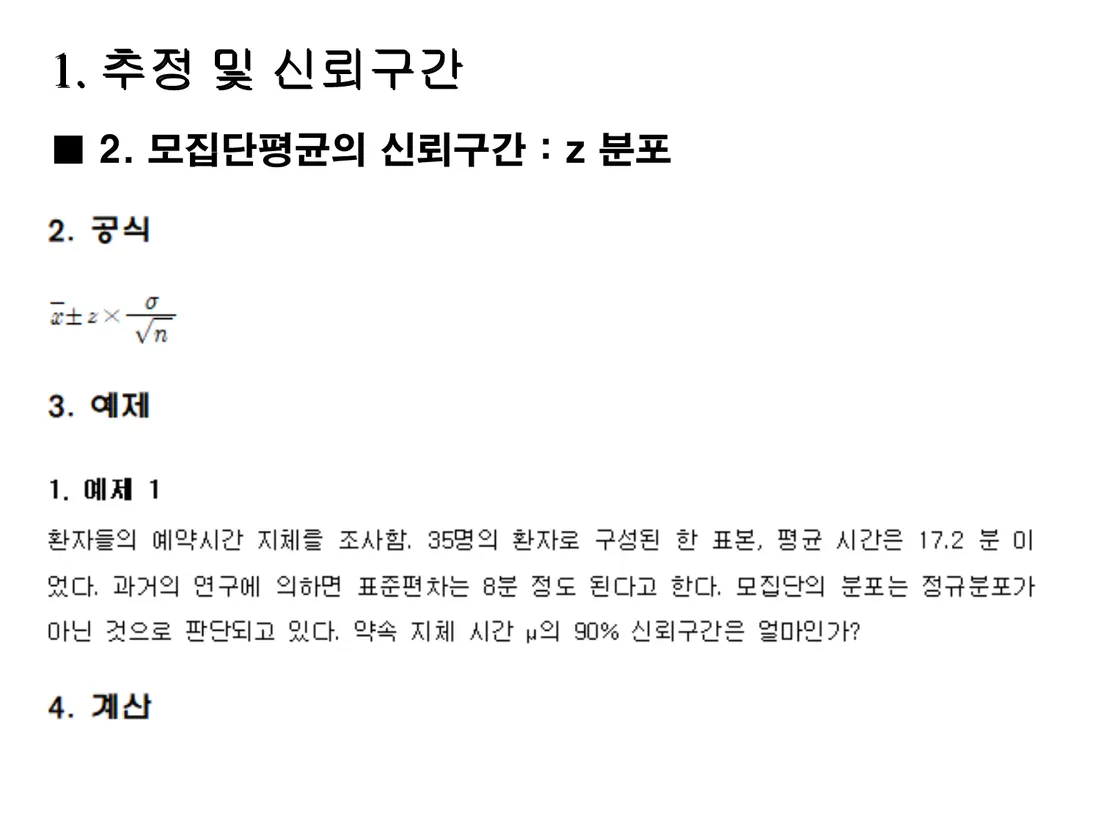 1. 추정 및 신뢰구간
■ 2. 모집단평균의 신뢰구간 : z 분포
2. 공식
x̄ ± z × σ/√n
3. 예제
1. 예제 1
환자들의 예약시간 지체를 조사함. 35명의 환자로 구성된 한 표본, 평균 시간은 17.2 분 이
었다. 과거의 연구에 의하면 표준편차는 8분 정도 된다고 한다. 모집단의 분포는 정규분포가
아닌 것으로 판단되고 있다. 약속 지체 시간 μ의 90% 신뢰구간은 얼마인가?
4. 계산